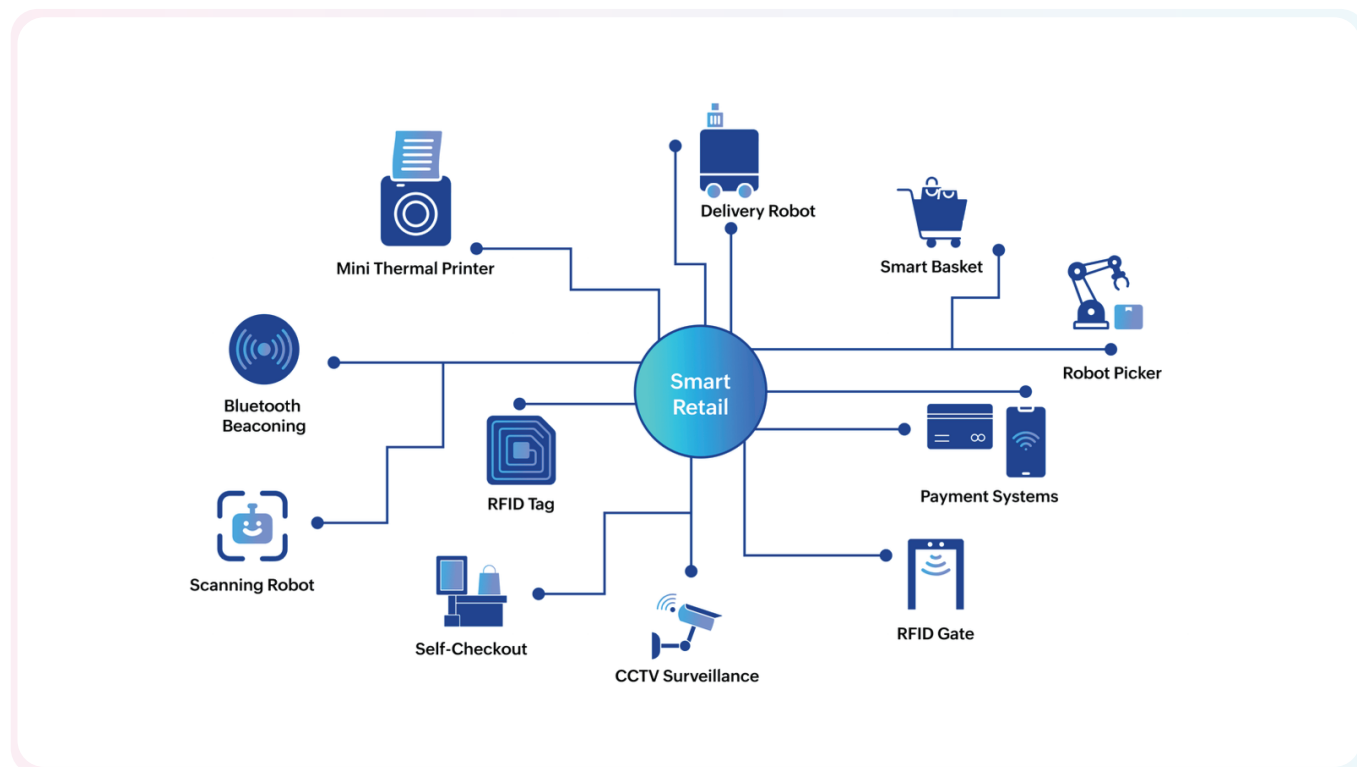 Delivery Robot
Mini Thermal Printer
Smart Basket
Robot Picker
Smart
Retail
Bluetooth
Beaconing
RFID Tag
Payment Systems
Scanning Robot
Self-Checkout
RFID Gate
CCTV Surveillance